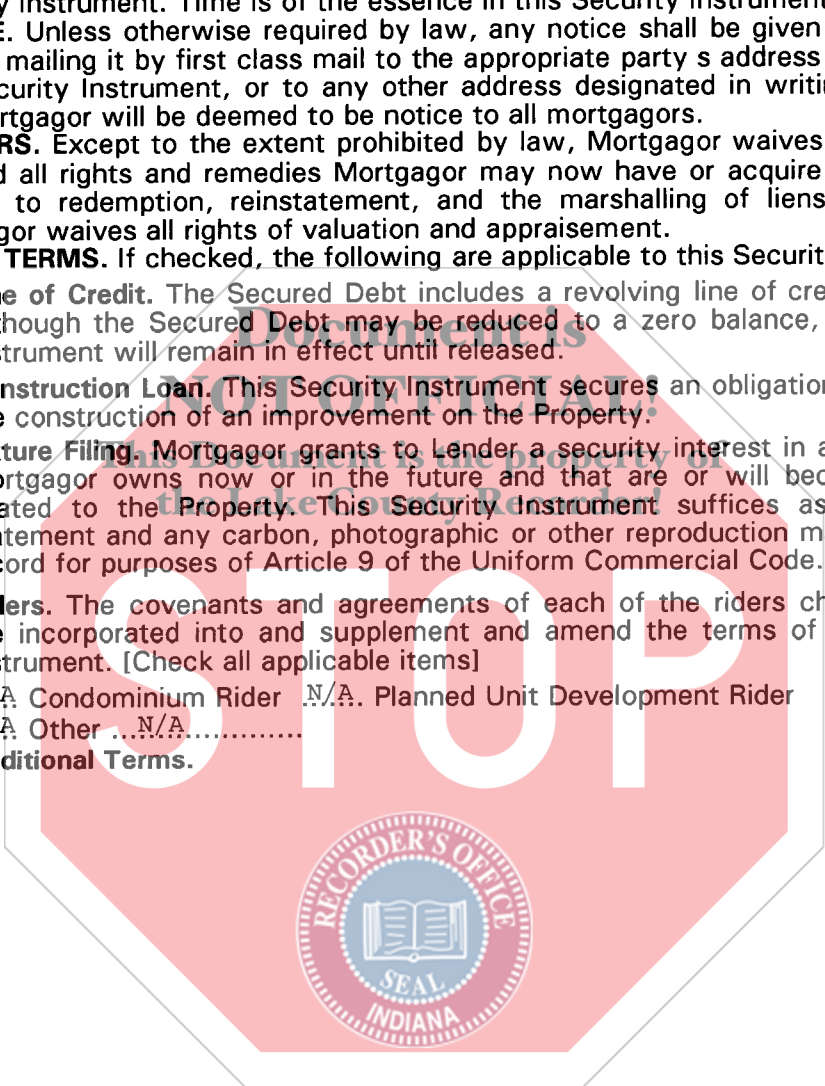 y Instrument. Time is of the essence in this Security Instrument
E. Unless otherwise required by law, any notice shall be given
mailing it by first class mail to the appropriate party s address
curity Instrument, or to any other address designated in writi
rtgagor will be deemed to be notice to all mortgagors.
RS. Except to the extent prohibited by law, Mortgagor waives
d all rights and remedies Mortgagor may now have or acquire
to redemption, reinstatement, and the marshalling of liens
gor waives all rights of valuation and appraisement.
TERMS. If checked, the following are applicable to this Securit
e of Credit. The Secured Debt includes a revolving line of cre
hough the Secured Debt may be reduced to a zero balance,
Document is
trument will remain in effect until released.
nstruction Loan. This Security Instrument secures an obligation
NOT OFFICIAL!
e construction of an improvement on the Property.
ture Filing. Mortgagor grants to Lender a security interest in a
This Document is the property of
ortgagor owns now or in the future and that are or will bec
ated to the Property. This Security Instrument suffices as
the Lake County Recorder!
atement and any carbon, photographic or other reproduction m
cord for purposes of Article 9 of the Uniform Commercial Code.
ders. The covenants and agreements of each of the riders ch
e incorporated into and supplement and amend the terms of
trument. [Check all applicable items]
STOP
A. Condominium Rider .N/A. Planned Unit Development Rider
A. Other ...N/A.............
ditional Terms.
RECORDER'S OFFICE
SEAL
INDIANA